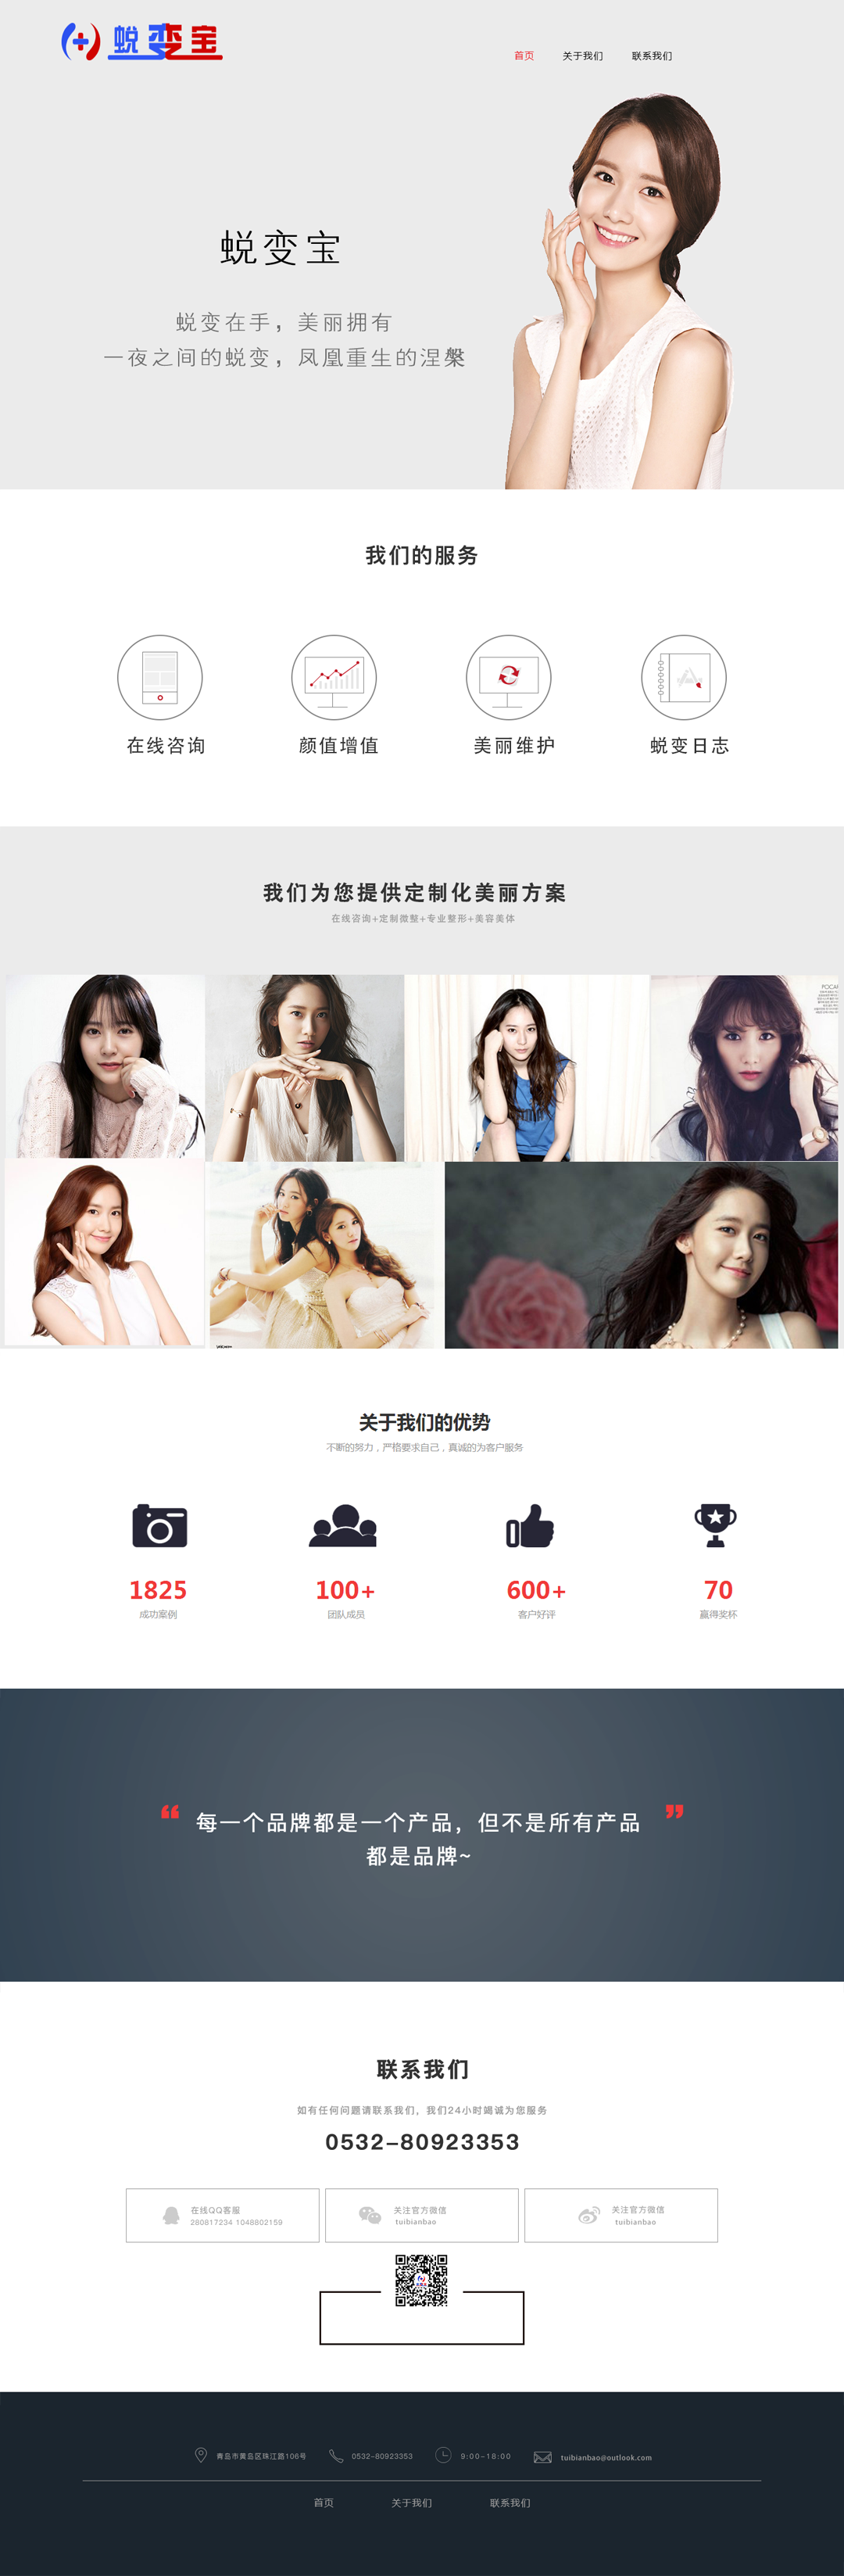 蜕变宝
首页 关于我们 联系我们
蜕变宝
蜕变在手，美丽拥有
一夜之间的蜕变，凤凰重生的涅槃
我们的服务
在线咨询 颜值增值 美丽维护 蜕变日志
我们为您提供定制化美丽方案
在线咨询+定制微整+专业整形+美容美体
关于我们的优势
不断的努力，严格要求自己，真诚的为客户服务
1825 100+ 600+ 70
成功案例 团队成员 客户好评 赢得奖杯
“ 每一个品牌都是一个产品，但不是所有产品 ”
都是品牌~
联系我们
如有任何问题请联系我们，我们24小时竭诚为您服务
0532-80923353
在线QQ客服 关注官方微信 关注官方微信
280817234 1048802159 tuibianbao tuibianbao
青岛市黄岛区珠江路106号 0532-80923353 9:00-18:00 tuibianbao@outlook.com
首页 关于我们 联系我们